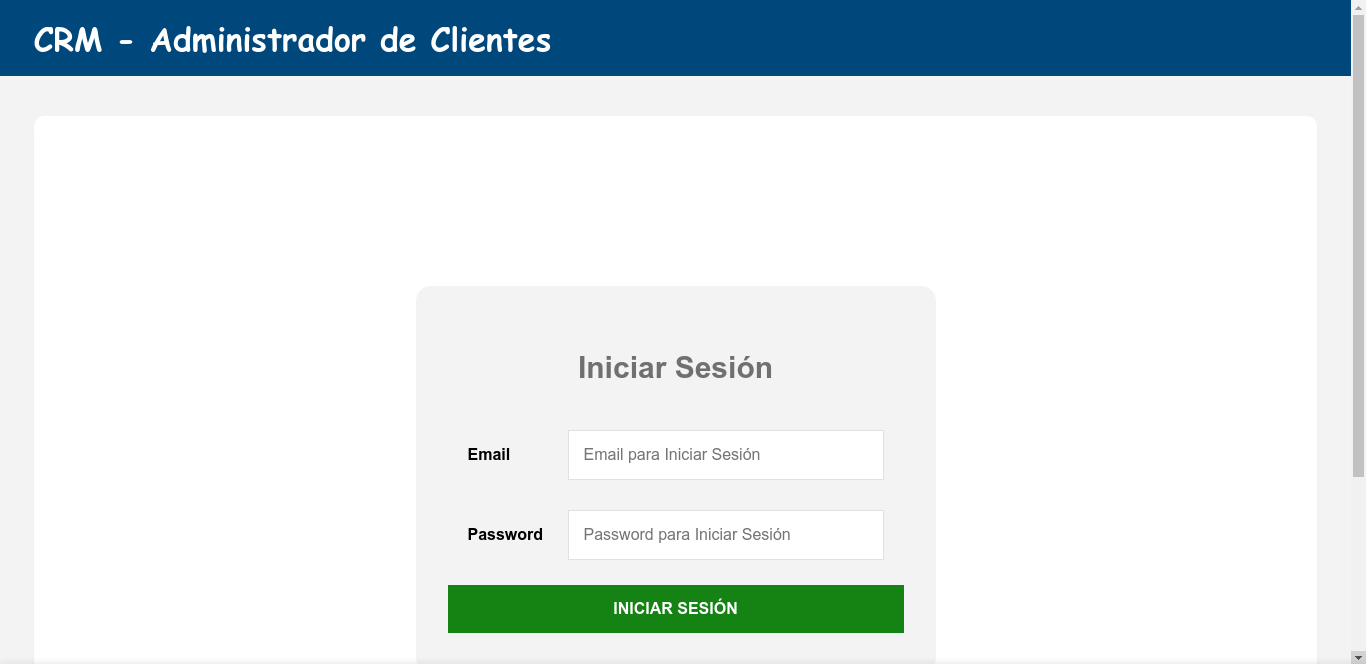 CRM - Administrador de Clientes
Iniciar Sesión
Email
Email para Iniciar Sesión
Password
Password para Iniciar Sesión
INICIAR SESIÓN